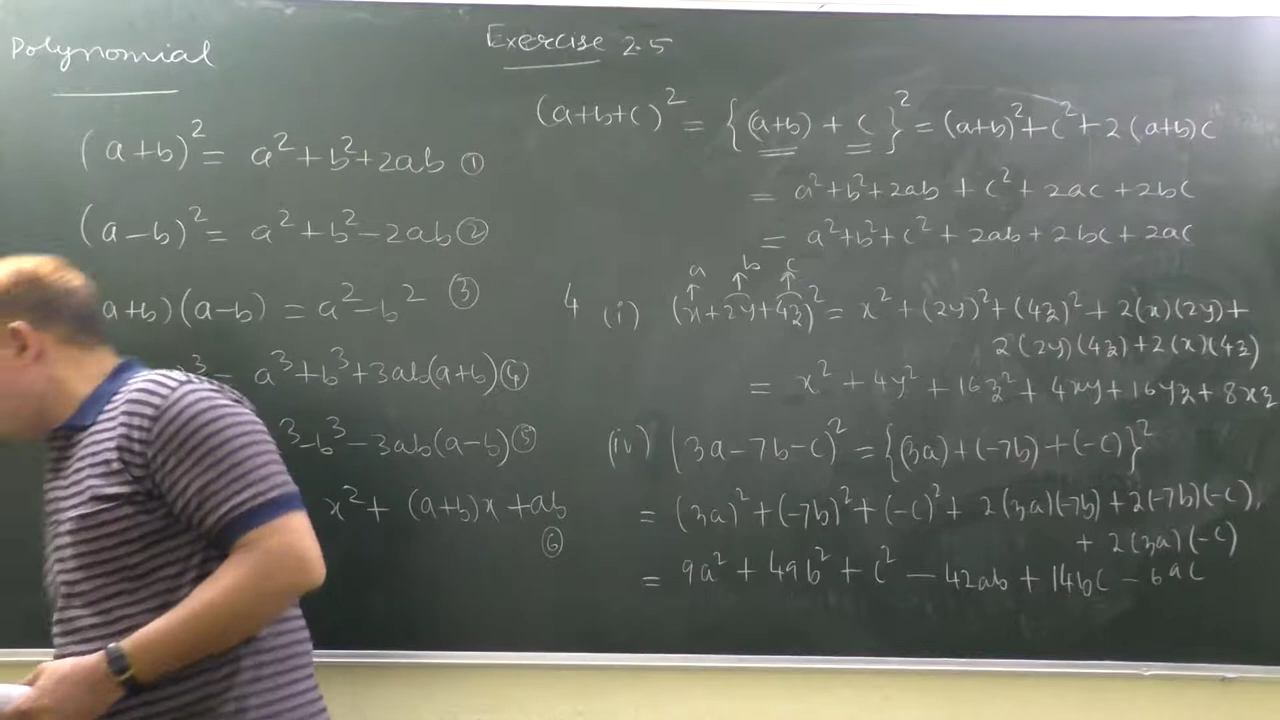 Polynomial
(a+b)² = a²+b²+2ab ①
(a-b)² = a²+b²-2ab ②
a+b)(a-b) = a²-b² ③
³ = a³+b³+3ab(a+b) ④
³-b³-3ab(a-b) ⑤
x²+ (a+b)x+ab
⑥
Exercise 2.5
(a+b+c)² = {(a+b) + c}² = (a+b)²+c²+2(a+b)c
= a²+b²+2ab + c²+2ac+2bc
= a²+b²+c²+2ab+2bc+2ac
a b c
4 (i) (x+2y+4z)² = x²+(2y)²+(4z)²+2(x)(2y)+
2(2y)(4z)+2(x)(4z)
= x²+4y²+16z²+4xy+16yz+8xz
(iv) (3a-7b-c)² = {(3a)+(-7b)+(-c)}²
= (3a)²+(-7b)²+(-c)²+ 2(3a)(-7b)+2(-7b)(-c)
+ 2(3a)(-c)
= 9a²+49b²+c²-42ab+14bc-6ac